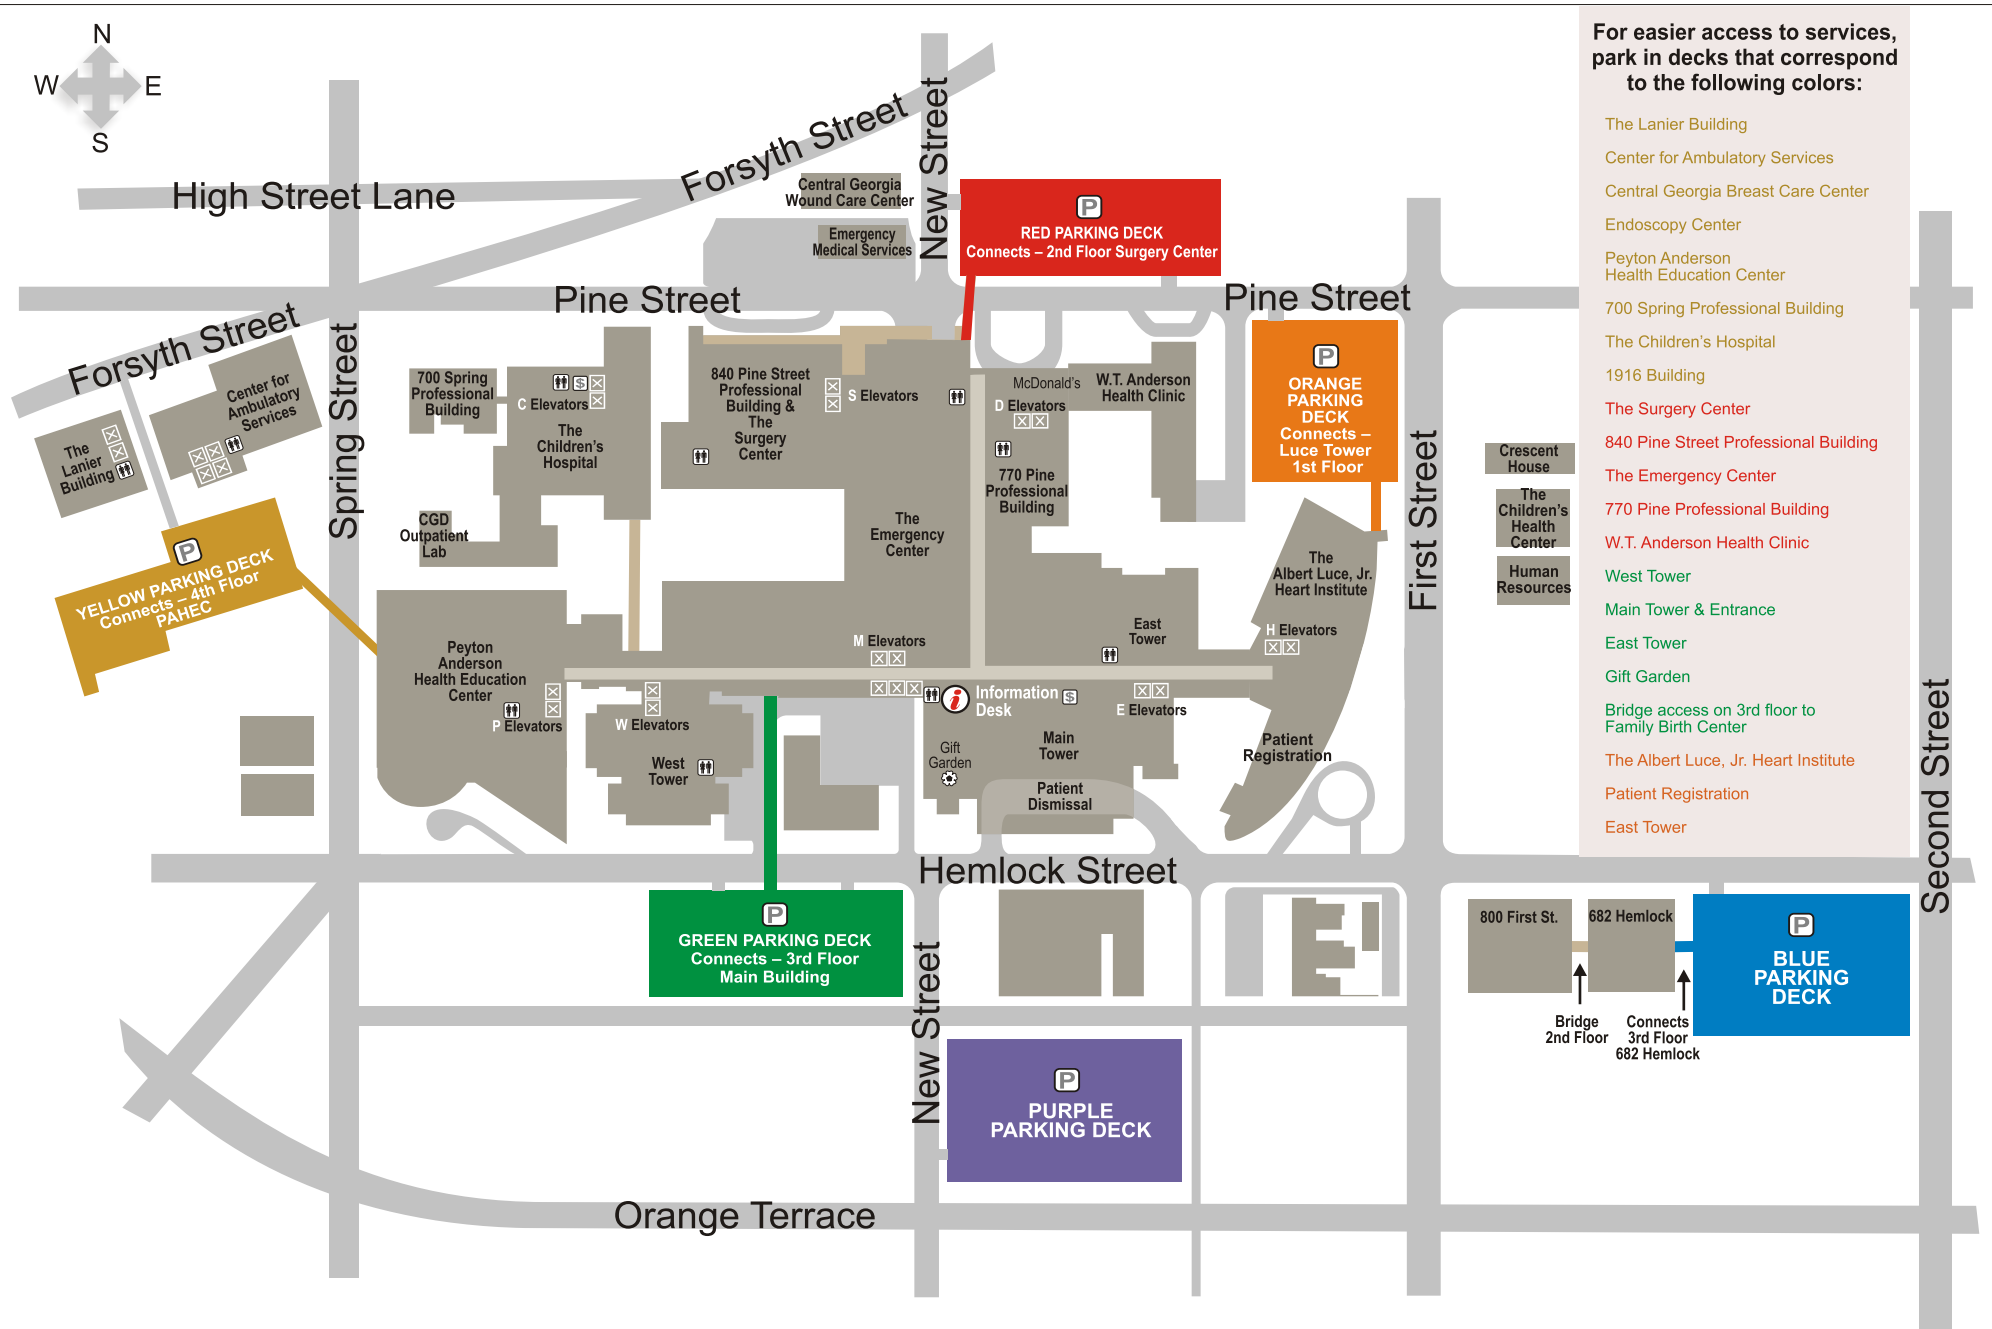 N
W
E
S
High Street Lane
Forsyth Street
New Street
Pine Street
Pine Street
Forsyth Street
Spring Street
First Street
Second Street
Hemlock Street
New Street
Orange Terrace
Central Georgia
Wound Care Center
Emergency
Medical Services
P
RED PARKING DECK
Connects – 2nd Floor Surgery Center
P
ORANGE
PARKING
DECK
Connects –
Luce Tower
1st Floor
Center for
Ambulatory
Services
The
Lanier
Building
P
YELLOW PARKING DECK
Connects – 4th Floor
PAHEC
700 Spring
Professional
Building
$
C Elevators
The
Children's
Hospital
CGD
Outpatient
Lab
840 Pine Street
Professional
Building &
The
Surgery
Center
S Elevators
McDonald's
D Elevators
W.T. Anderson
Health Clinic
770 Pine
Professional
Building
The
Emergency
Center
The
Albert Luce, Jr.
Heart Institute
H Elevators
East
Tower
M Elevators
Peyton
Anderson
Health Education
Center
P Elevators
W Elevators
West
Tower
i
Information
Desk
$
E Elevators
Gift
Garden
Main
Tower
Patient
Registration
Patient
Dismissal
Crescent
House
The
Children's
Health
Center
Human
Resources
P
GREEN PARKING DECK
Connects – 3rd Floor
Main Building
P
PURPLE
PARKING DECK
800 First St.
682 Hemlock
P
BLUE
PARKING
DECK
Bridge
2nd Floor
Connects
3rd Floor
682 Hemlock
For easier access to services,
park in decks that correspond
to the following colors:
The Lanier Building
Center for Ambulatory Services
Central Georgia Breast Care Center
Endoscopy Center
Peyton Anderson
Health Education Center
700 Spring Professional Building
The Children's Hospital
1916 Building
The Surgery Center
840 Pine Street Professional Building
The Emergency Center
770 Pine Professional Building
W.T. Anderson Health Clinic
West Tower
Main Tower & Entrance
East Tower
Gift Garden
Bridge access on 3rd floor to
Family Birth Center
The Albert Luce, Jr. Heart Institute
Patient Registration
East Tower